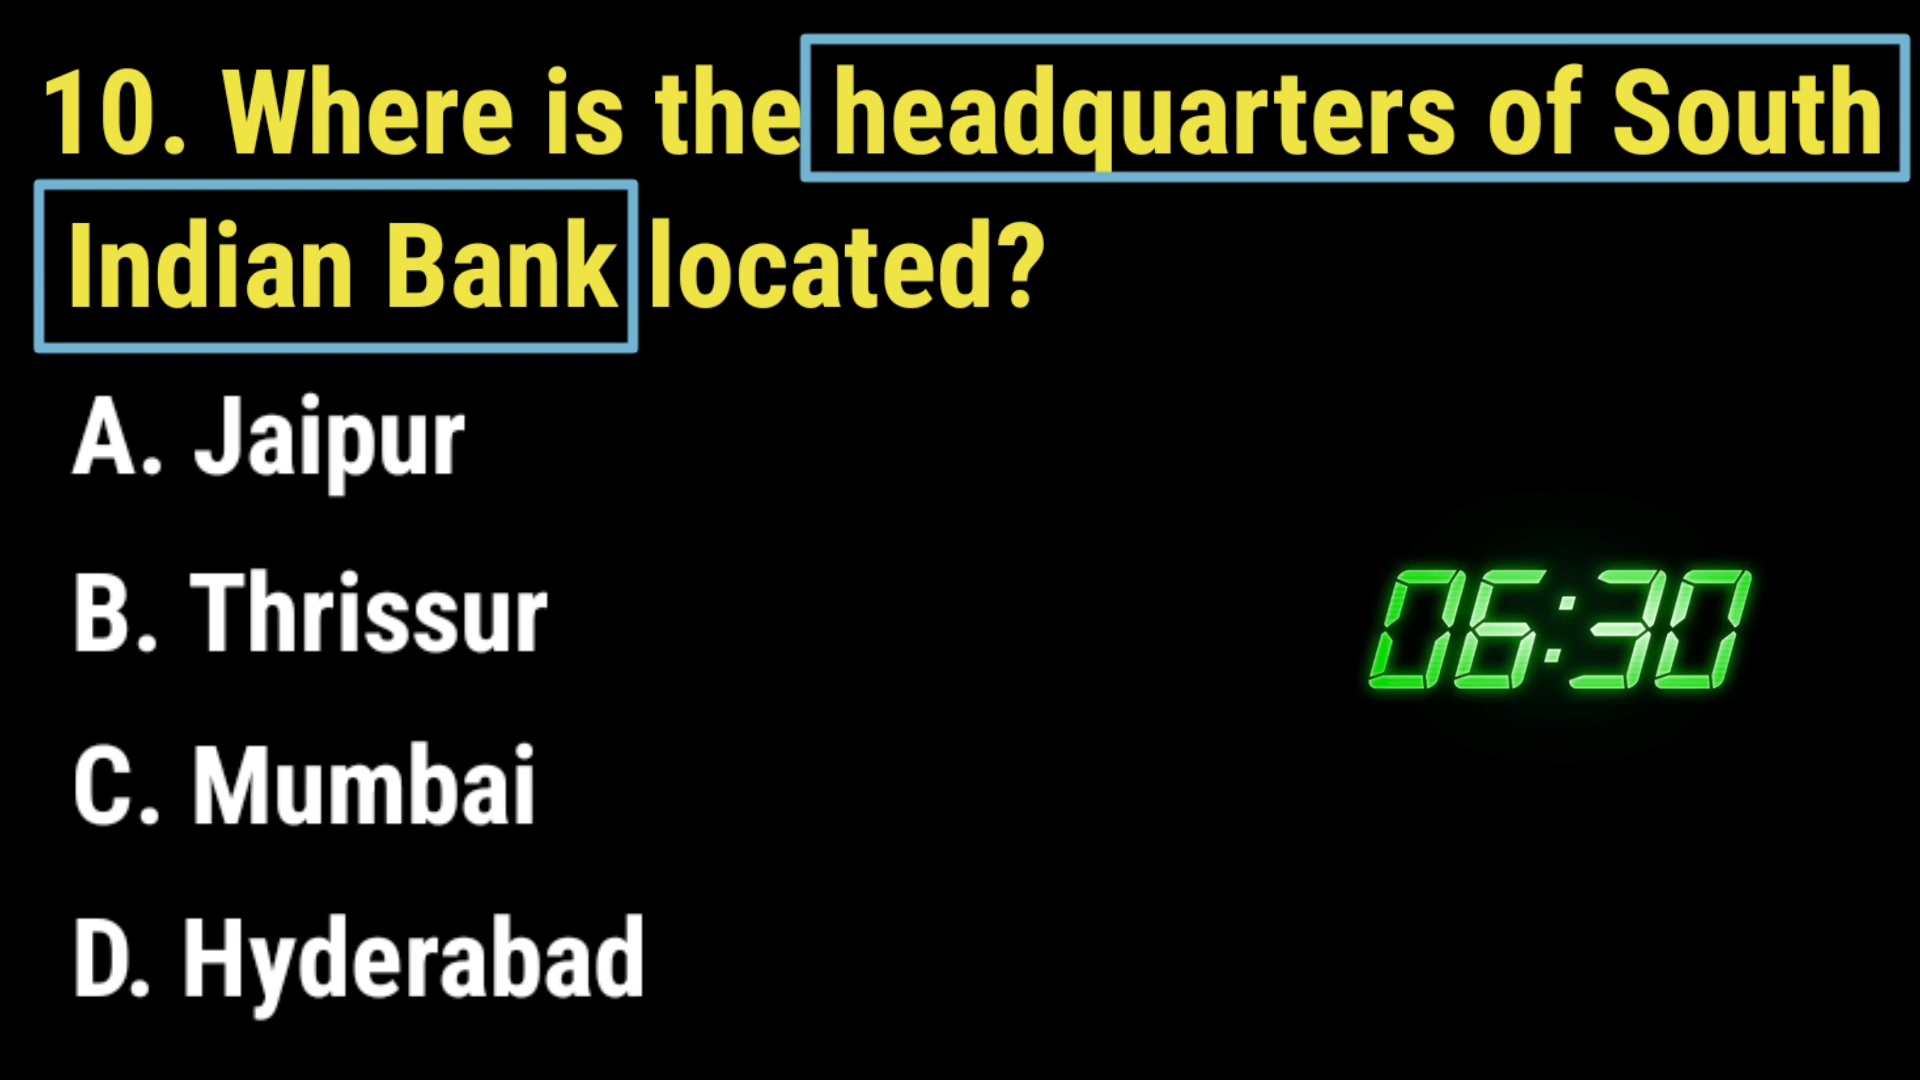 10. Where is the headquarters of South
Indian Bank located?
A. Jaipur
B. Thrissur
06:30
C. Mumbai
D. Hyderabad